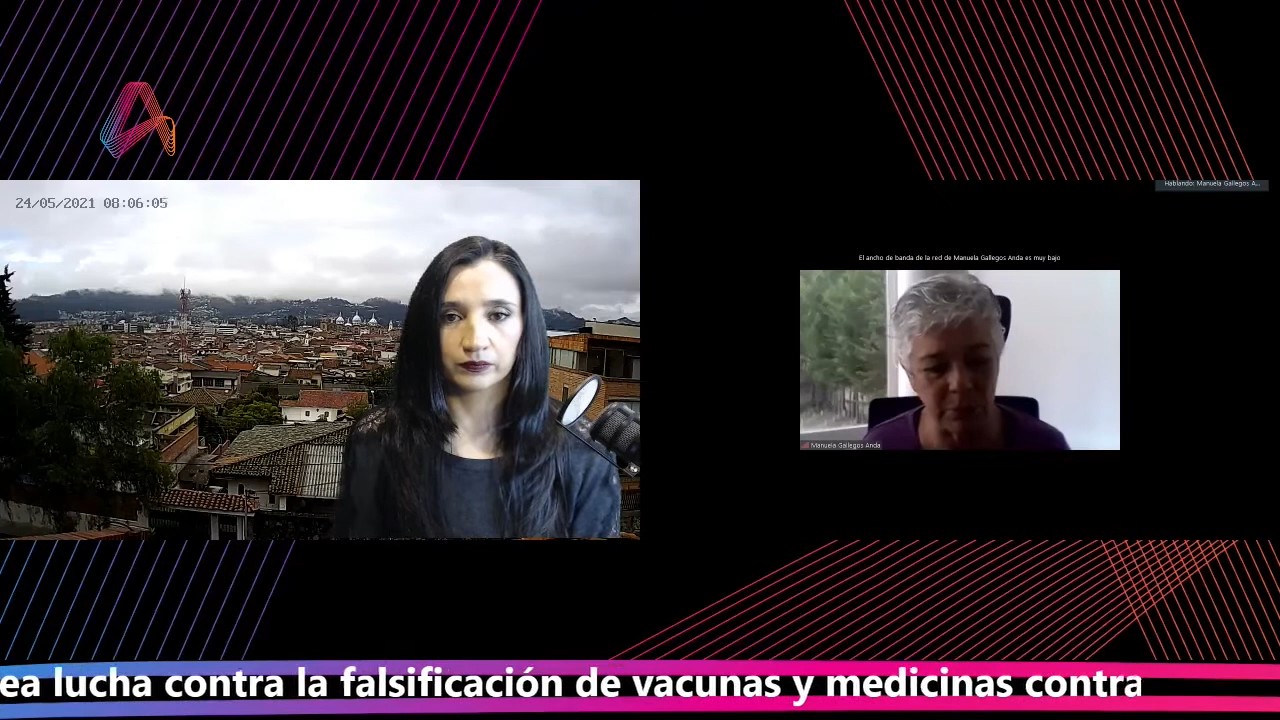 24/05/2021 08:06:05
Hablando: Manuela Gallegos A...
El ancho de banda de la red de Manuela Gallegos Anda es muy bajo
Manuela Gallegos Anda
ea lucha contra la falsificación de vacunas y medicinas contra